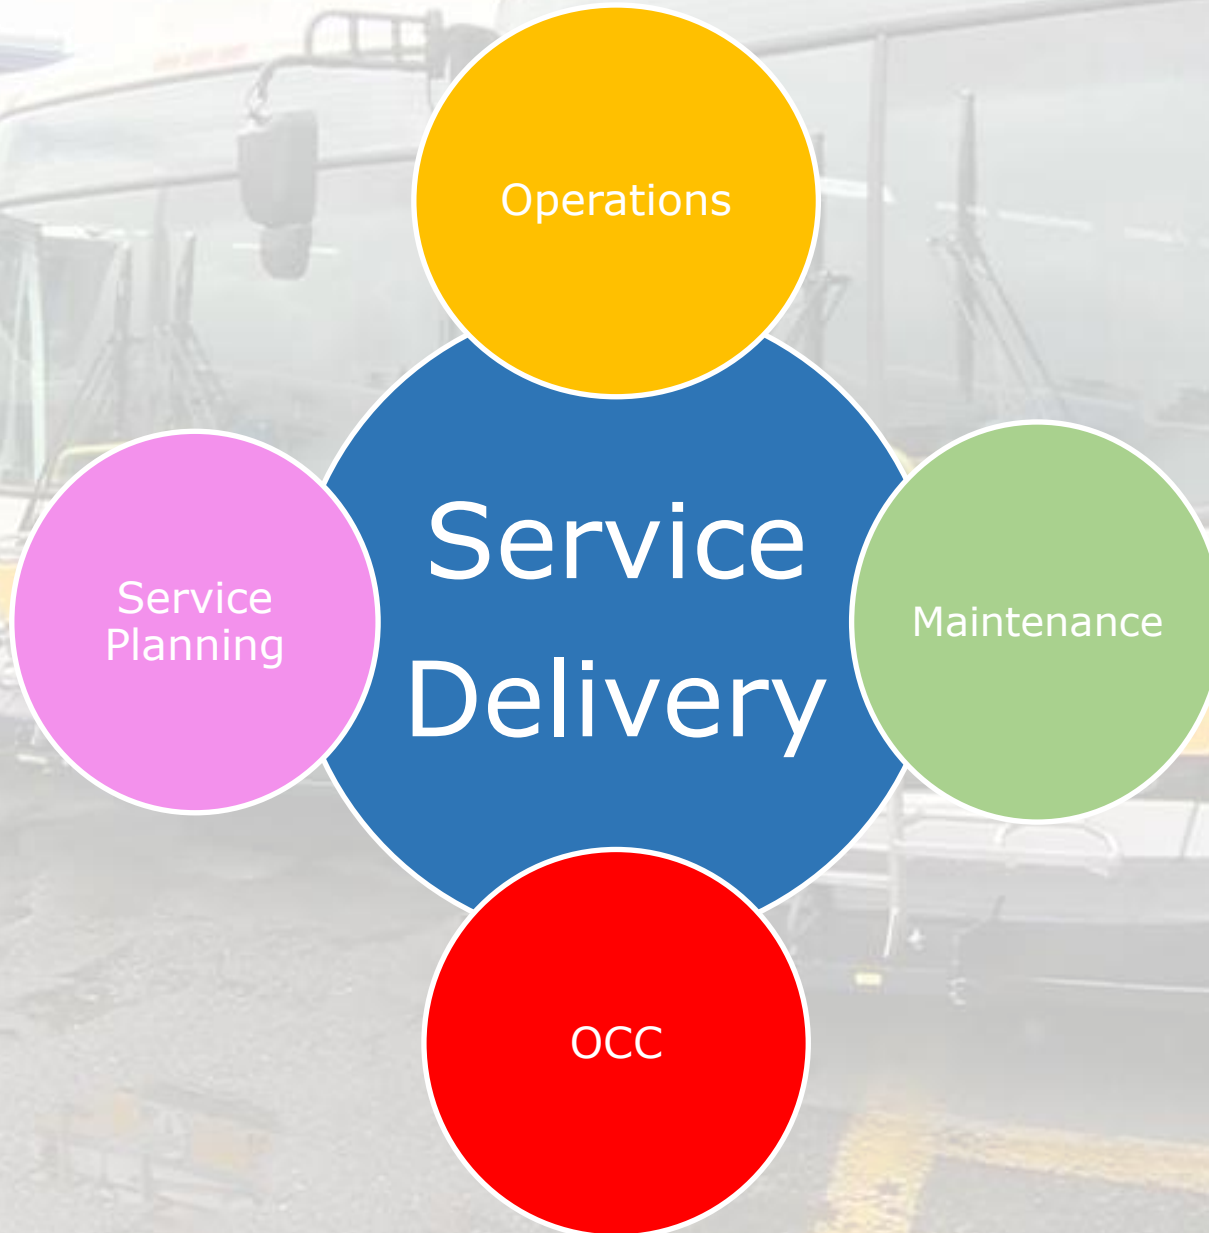 Operations
Service
Delivery
Service
Planning
Maintenance
OCC